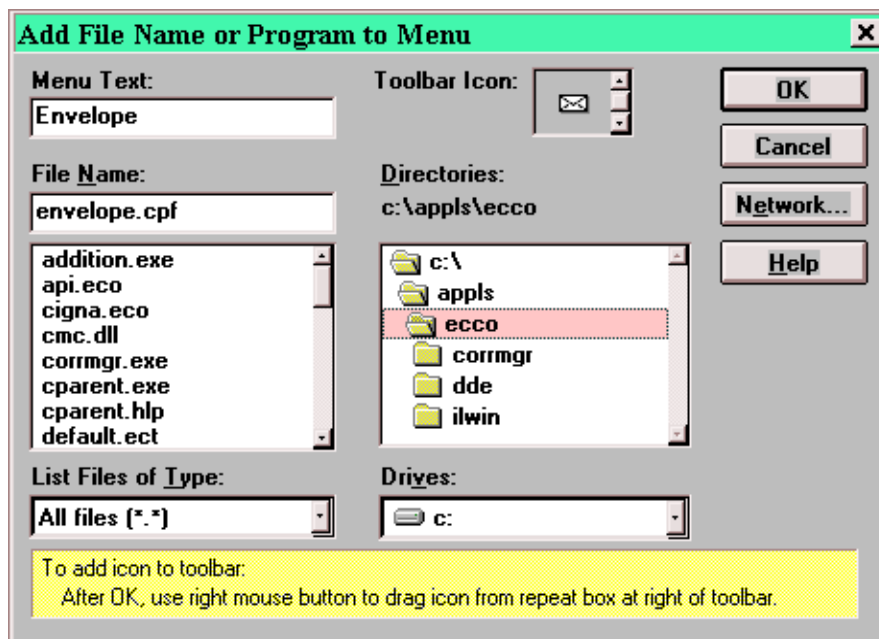 Add File Name or Program to Menu
Menu Text:
Envelope
Toolbar Icon:
OK
Cancel
File Name:
envelope.cpf
Directories:
c:\appls\ecco
Network...
Help
addition.exe
api.eco
cigna.eco
cmc.dll
corrmgr.exe
cparent.exe
cparent.hlp
default.ect
c:\
appls
ecco
corrmgr
dde
ilwin
List Files of Type:
All files (*.*)
Drives:
c:
To add icon to toolbar:
After OK, use right mouse button to drag icon from repeat box at right of toolbar.